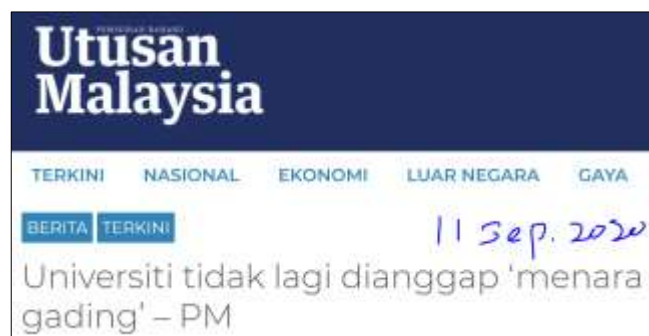 Utusan
Malaysia
TERKINI NASIONAL EKONOMI LUAR NEGARA GAYA
BERITA TERKINI
11 Sep. 2020
Universiti tidak lagi dianggap 'menara
gading' – PM